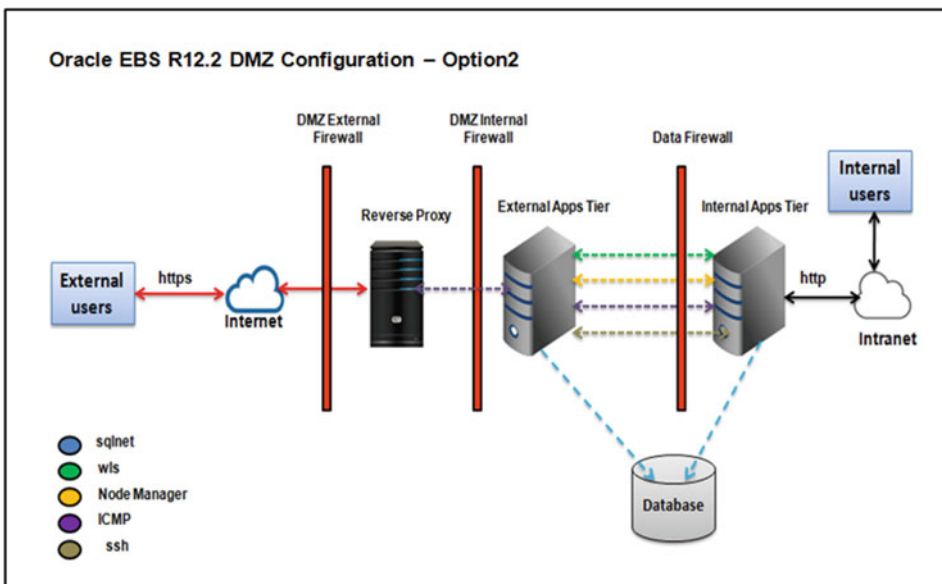 Oracle EBS R12.2 DMZ Configuration – Option2
DMZ External
Firewall
DMZ Internal
Firewall
Data Firewall
Internal
users
Reverse Proxy
External Apps Tier
Internal Apps Tier
External
users
https
Internet
http
Intranet
sqlnet
wls
Node Manager
ICMP
ssh
Database